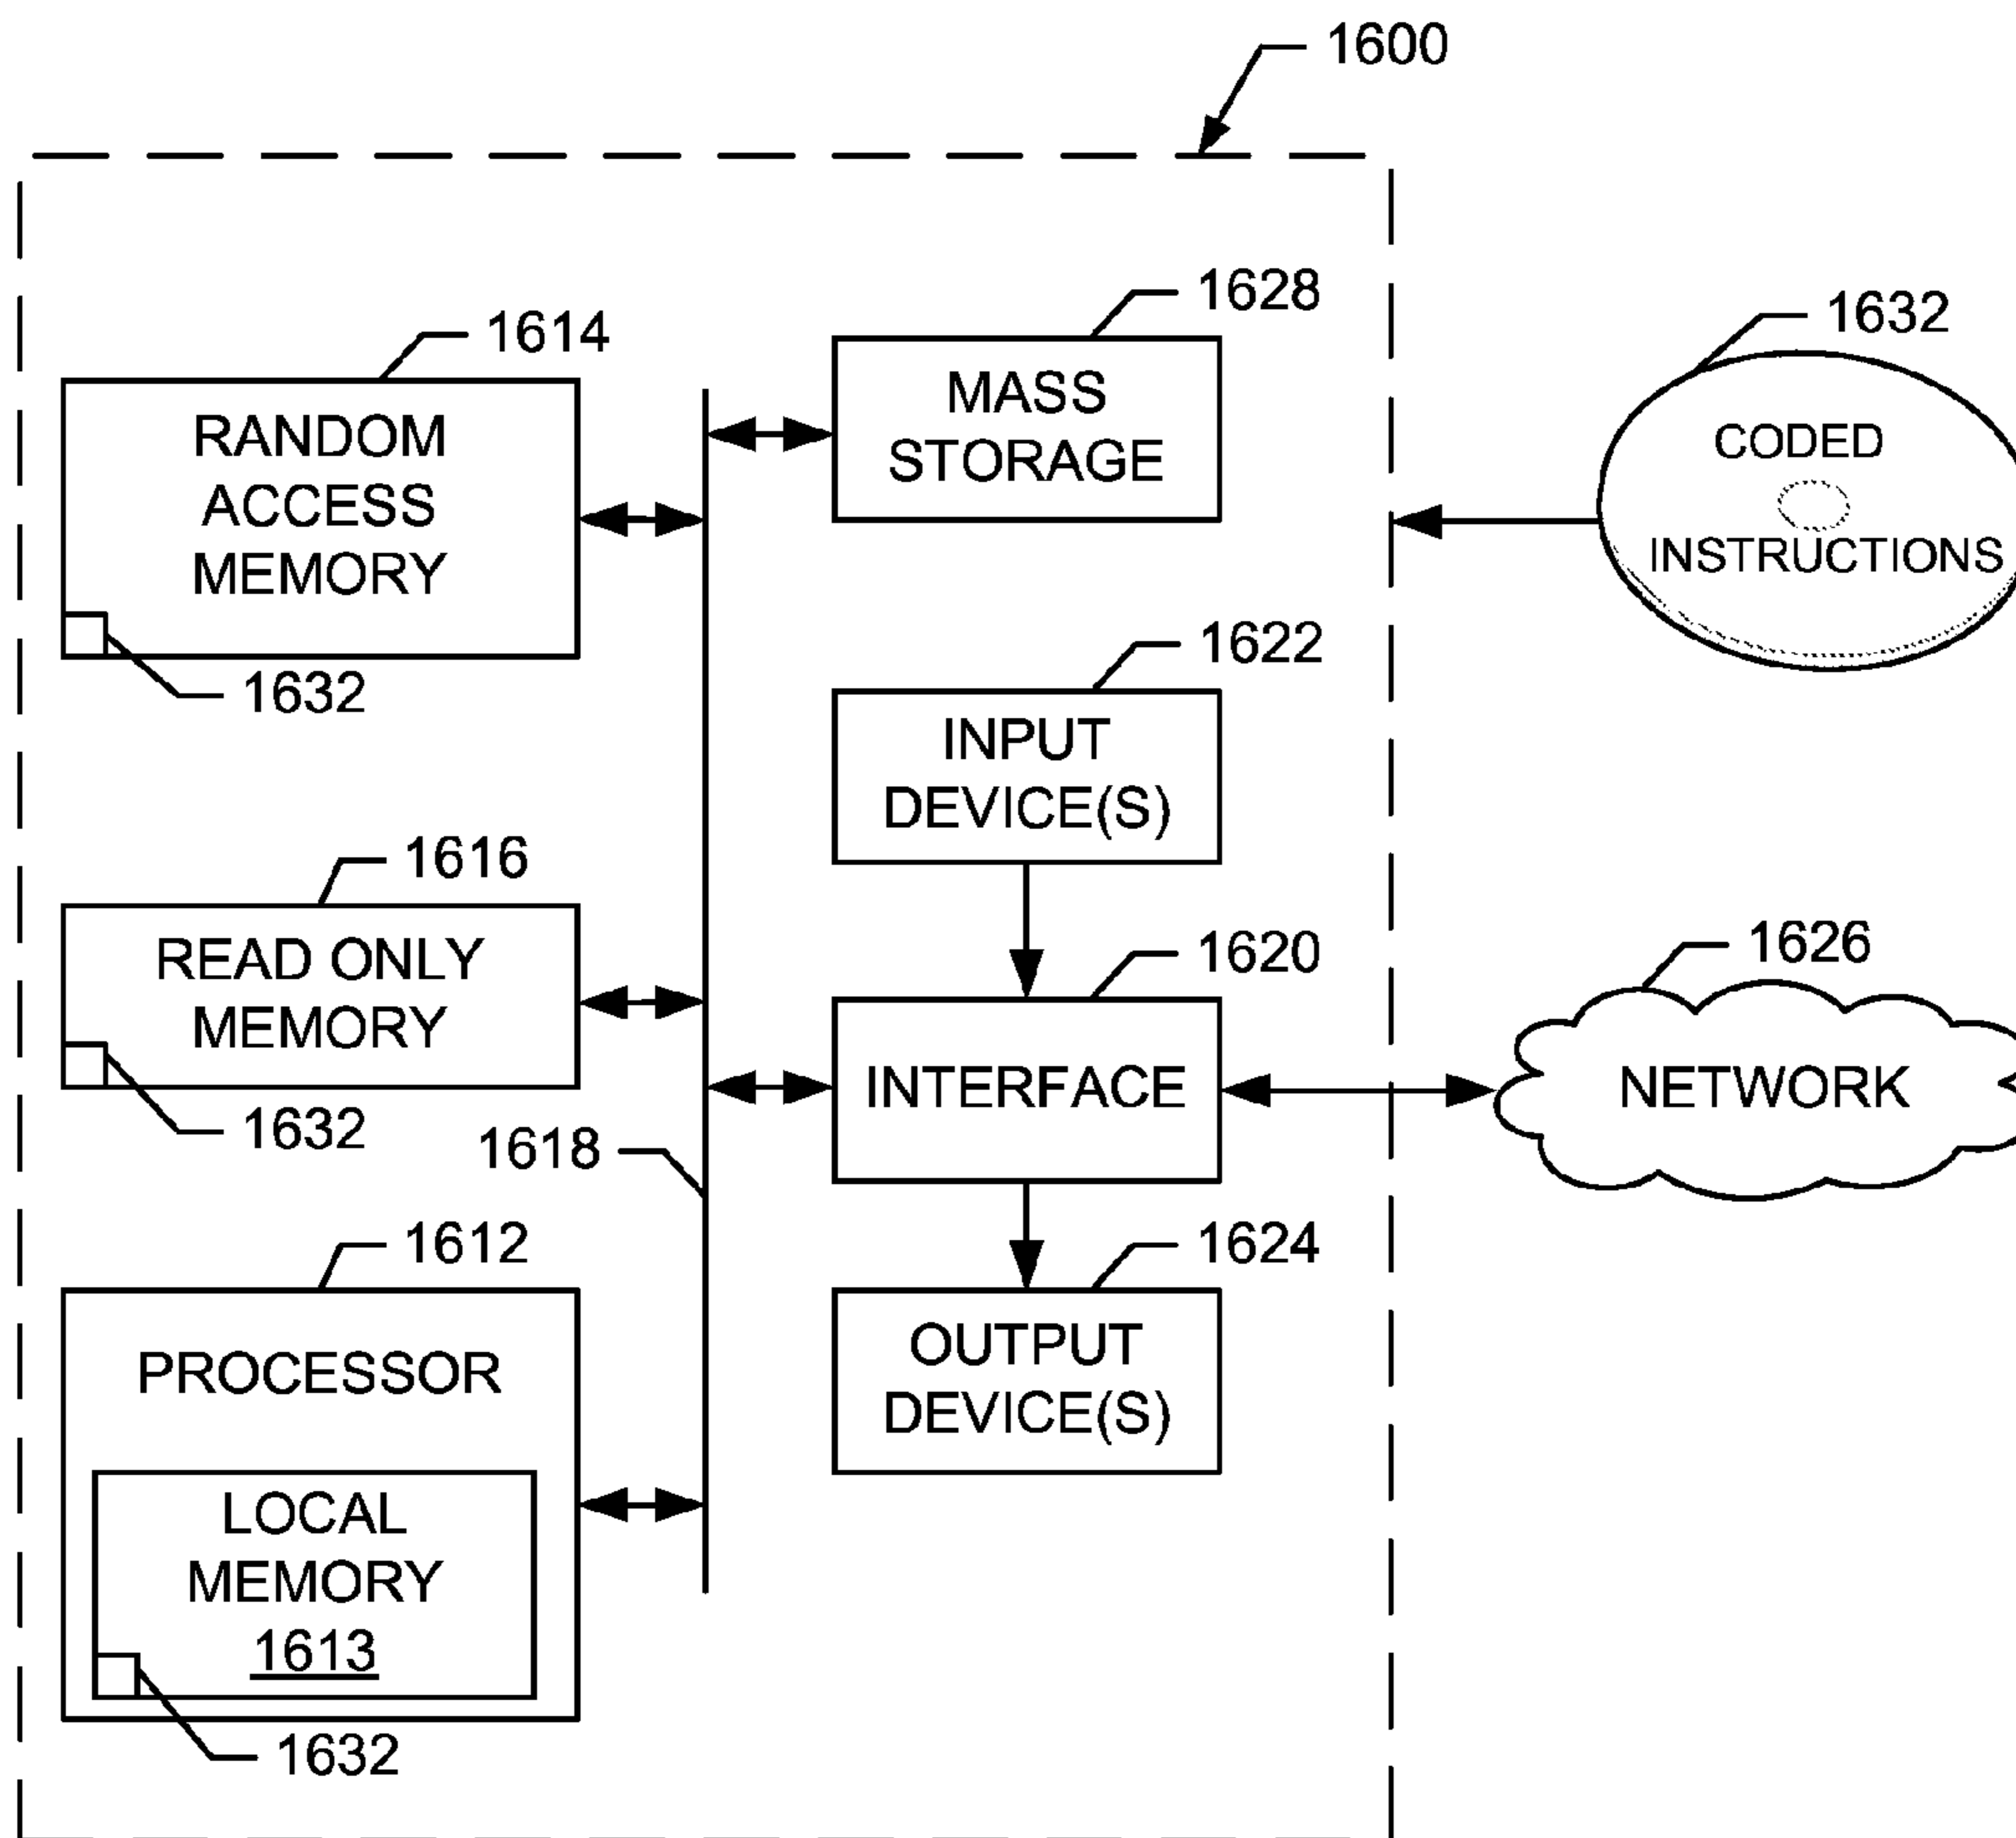 1600
1628
1632
1614
MASS
STORAGE
CODED
INSTRUCTIONS
RANDOM
ACCESS
MEMORY
1632
1622
INPUT
DEVICE(S)
1616
READ ONLY
MEMORY
1632
1620
1626
INTERFACE
NETWORK
1618
1612
1624
PROCESSOR
OUTPUT
DEVICE(S)
LOCAL
MEMORY
1613
1632